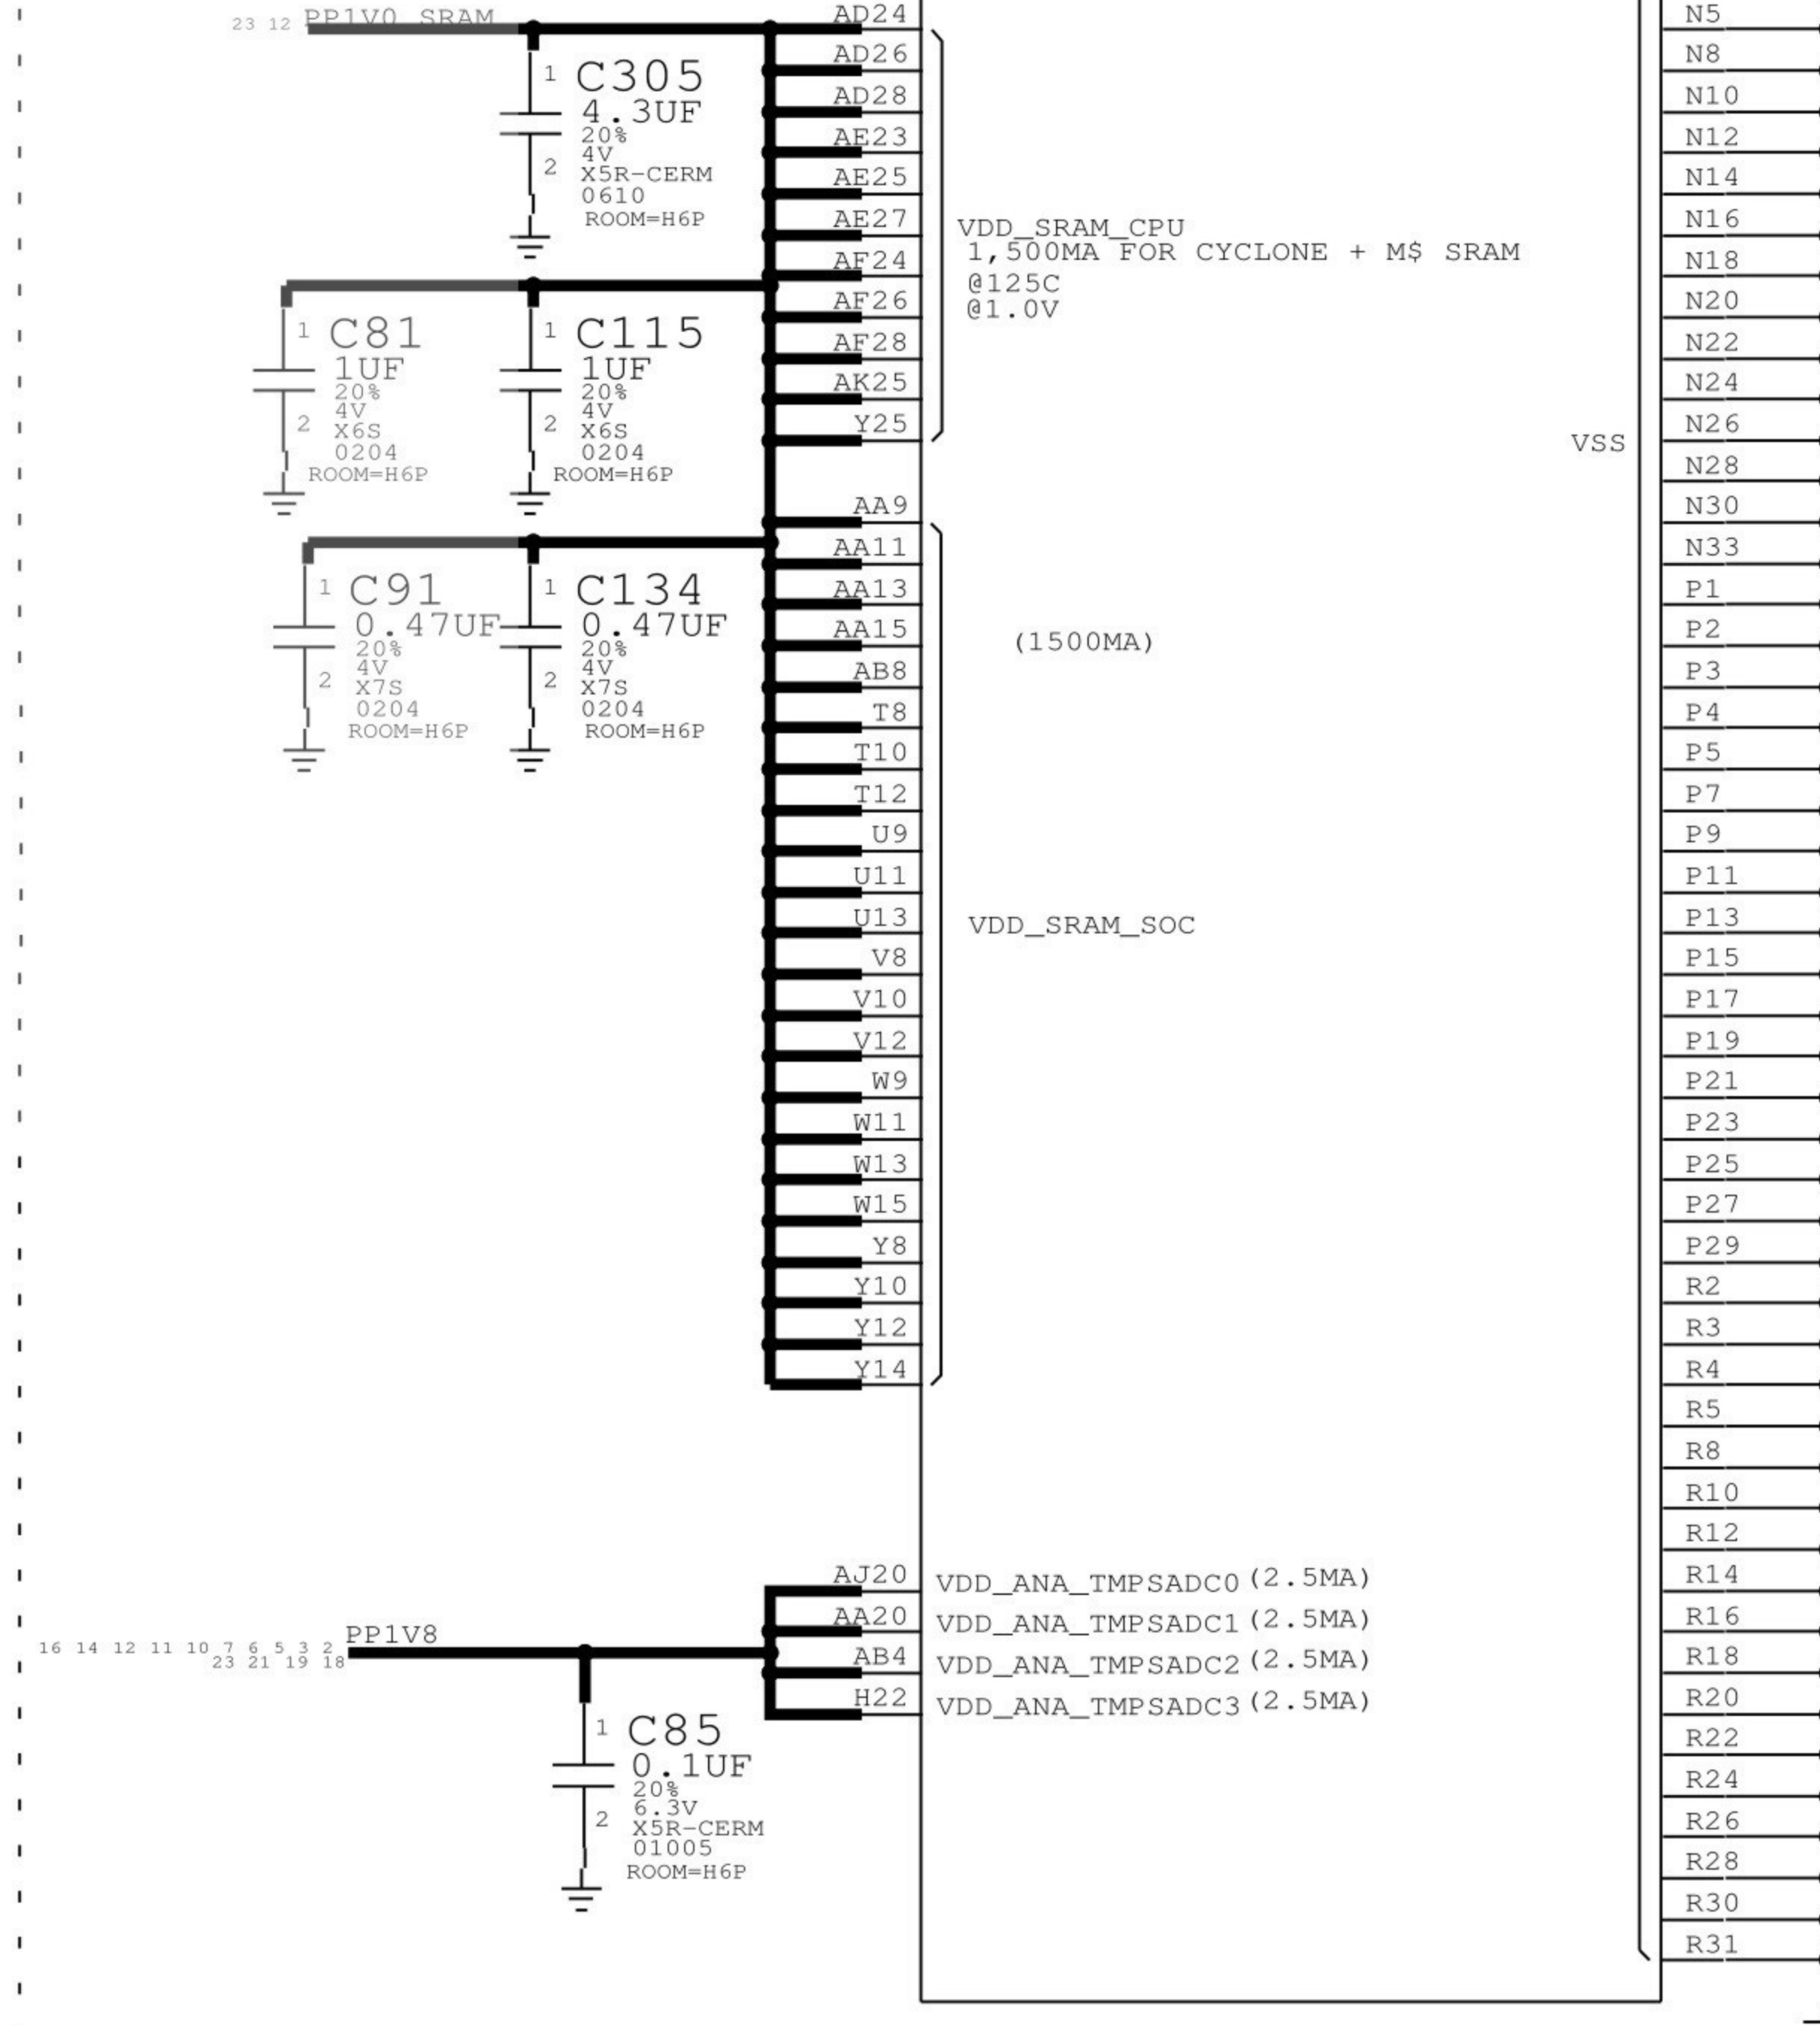 23 12 PP1V0_SRAM
1 C305
4.3UF
20%
4V
2 X5R-CERM
0610
ROOM=H6P
1 C81
1UF
20%
4V
2 X6S
0204
ROOM=H6P
1 C115
1UF
20%
4V
2 X6S
0204
ROOM=H6P
1 C91
0.47UF
20%
4V
2 X7S
0204
ROOM=H6P
1 C134
0.47UF
20%
4V
2 X7S
0204
ROOM=H6P
AD24
AD26
AD28
AE23
AE25
AE27
AF24
AF26
AF28
AK25
Y25
VDD_SRAM_CPU
1,500MA FOR CYCLONE + M$ SRAM
@125C
@1.0V
AA9
AA11
AA13
AA15
AB8
T8
T10
T12
U9
U11
U13
V8
V10
V12
W9
W11
W13
W15
Y8
Y10
Y12
Y14
(1500MA)
VDD_SRAM_SOC
PP1V8
16 14 12 11 10 7 6 5 3 2
23 21 19 18
1 C85
0.1UF
20%
6.3V
2 X5R-CERM
01005
ROOM=H6P
AJ20 VDD_ANA_TMPSADC0 (2.5MA)
AA20 VDD_ANA_TMPSADC1 (2.5MA)
AB4 VDD_ANA_TMPSADC2 (2.5MA)
H22 VDD_ANA_TMPSADC3 (2.5MA)
VSS
N5
N8
N10
N12
N14
N16
N18
N20
N22
N24
N26
N28
N30
N33
P1
P2
P3
P4
P5
P7
P9
P11
P13
P15
P17
P19
P21
P23
P25
P27
P29
R2
R3
R4
R5
R8
R10
R12
R14
R16
R18
R20
R22
R24
R26
R28
R30
R31